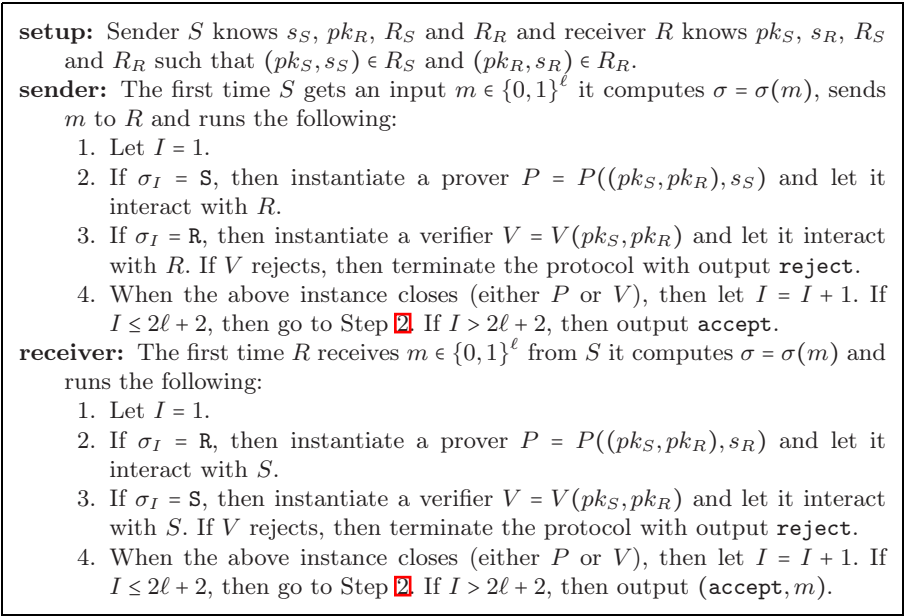 setup: Sender S knows s_S, pk_R, R_S and R_R and receiver R knows pk_S, s_R, R_S
and R_R such that (pk_S, s_S) ∈ R_S and (pk_R, s_R) ∈ R_R.
sender: The first time S gets an input m ∈ {0, 1}^ℓ it computes σ = σ(m), sends
m to R and runs the following:
1. Let I = 1.
2. If σ_I = S, then instantiate a prover P = P((pk_S, pk_R), s_S) and let it
interact with R.
3. If σ_I = R, then instantiate a verifier V = V(pk_S, pk_R) and let it interact
with R. If V rejects, then terminate the protocol with output reject.
4. When the above instance closes (either P or V), then let I = I + 1. If
I ≤ 2ℓ + 2, then go to Step 2. If I > 2ℓ + 2, then output accept.
receiver: The first time R receives m ∈ {0, 1}^ℓ from S it computes σ = σ(m) and
runs the following:
1. Let I = 1.
2. If σ_I = R, then instantiate a prover P = P((pk_S, pk_R), s_R) and let it
interact with S.
3. If σ_I = S, then instantiate a verifier V = V(pk_S, pk_R) and let it interact
with S. If V rejects, then terminate the protocol with output reject.
4. When the above instance closes (either P or V), then let I = I + 1. If
I ≤ 2ℓ + 2, then go to Step 2. If I > 2ℓ + 2, then output (accept, m).